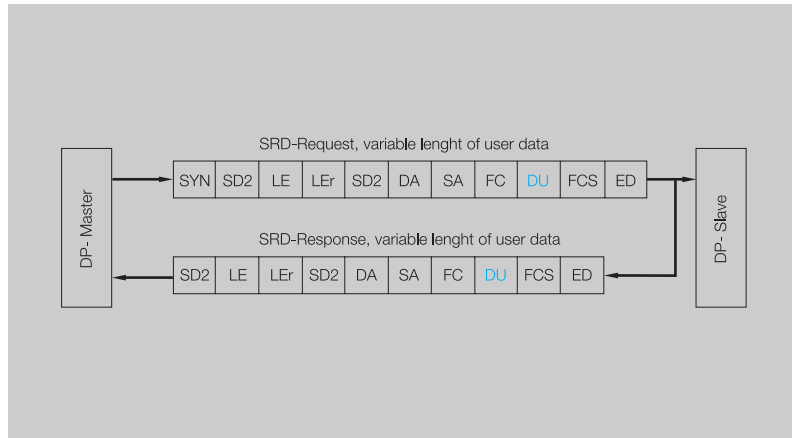 SRD-Request, variable lenght of user data
SYN SD2 LE LEr SD2 DA SA FC DU FCS ED
DP- Master
DP- Slave
SRD-Response, variable lenght of user data
SD2 LE LEr SD2 DA SA FC DU FCS ED